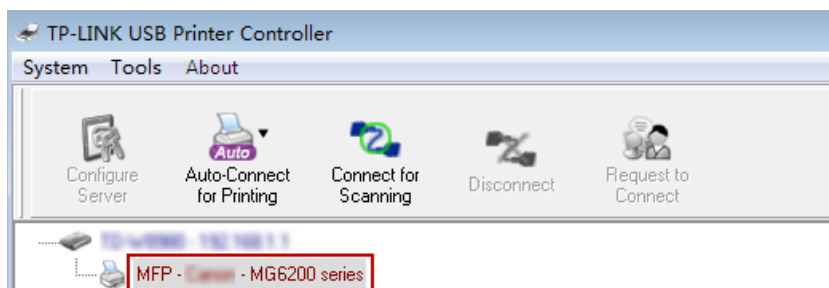 TP-LINK USB Printer Controller
System Tools About
Auto
Configure Server
Auto-Connect for Printing
Connect for Scanning
Disconnect
Request to Connect
MFP - - MG6200 series